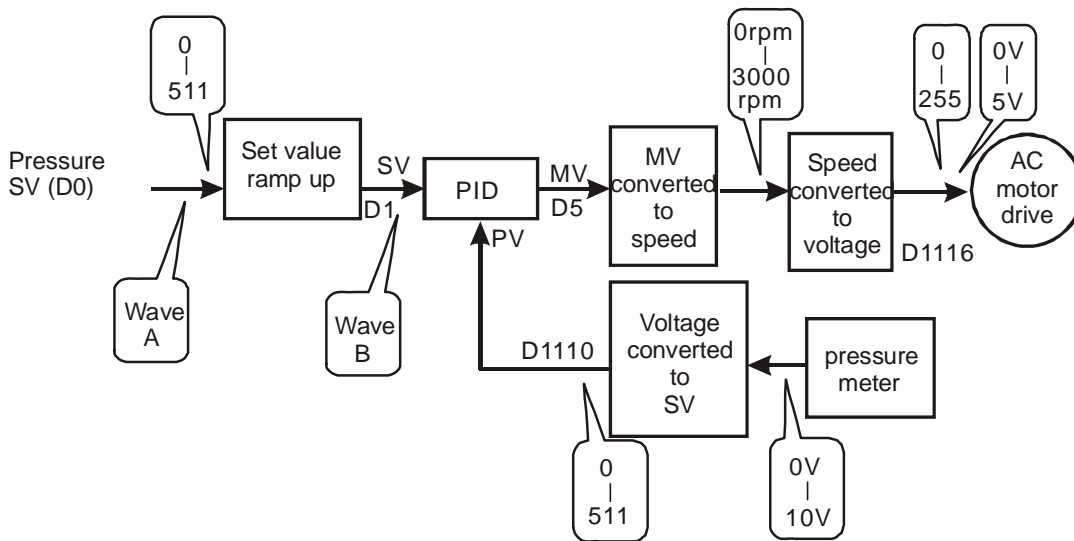 Pressure
SV (D0)
0
|
511
Wave
A
Set value
ramp up
SV
D1
Wave
B
PID
PV
MV
D5
MV
converted
to
speed
0rpm
|
3000
rpm
Speed
converted
to
voltage
0
|
255
0V
|
5V
D1116
AC
motor
drive
D1110
0
|
511
Voltage
converted
to
SV
0V
|
10V
pressure
meter